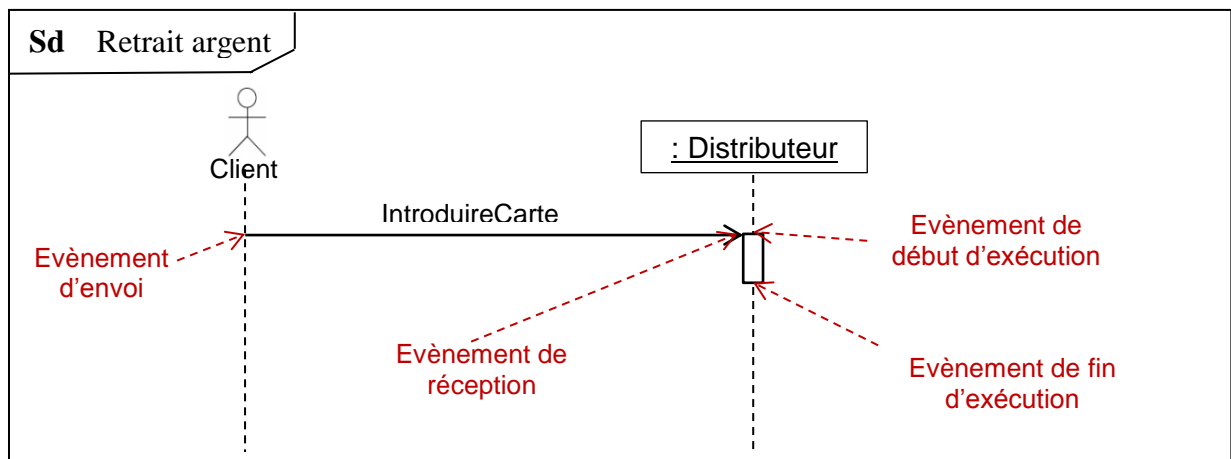 Sd Retrait argent
Client
: Distributeur
IntroduireCarte
Evènement
d’envoi
Evènement de
début d’exécution
Evènement de
réception
Evènement de fin
d’exécution